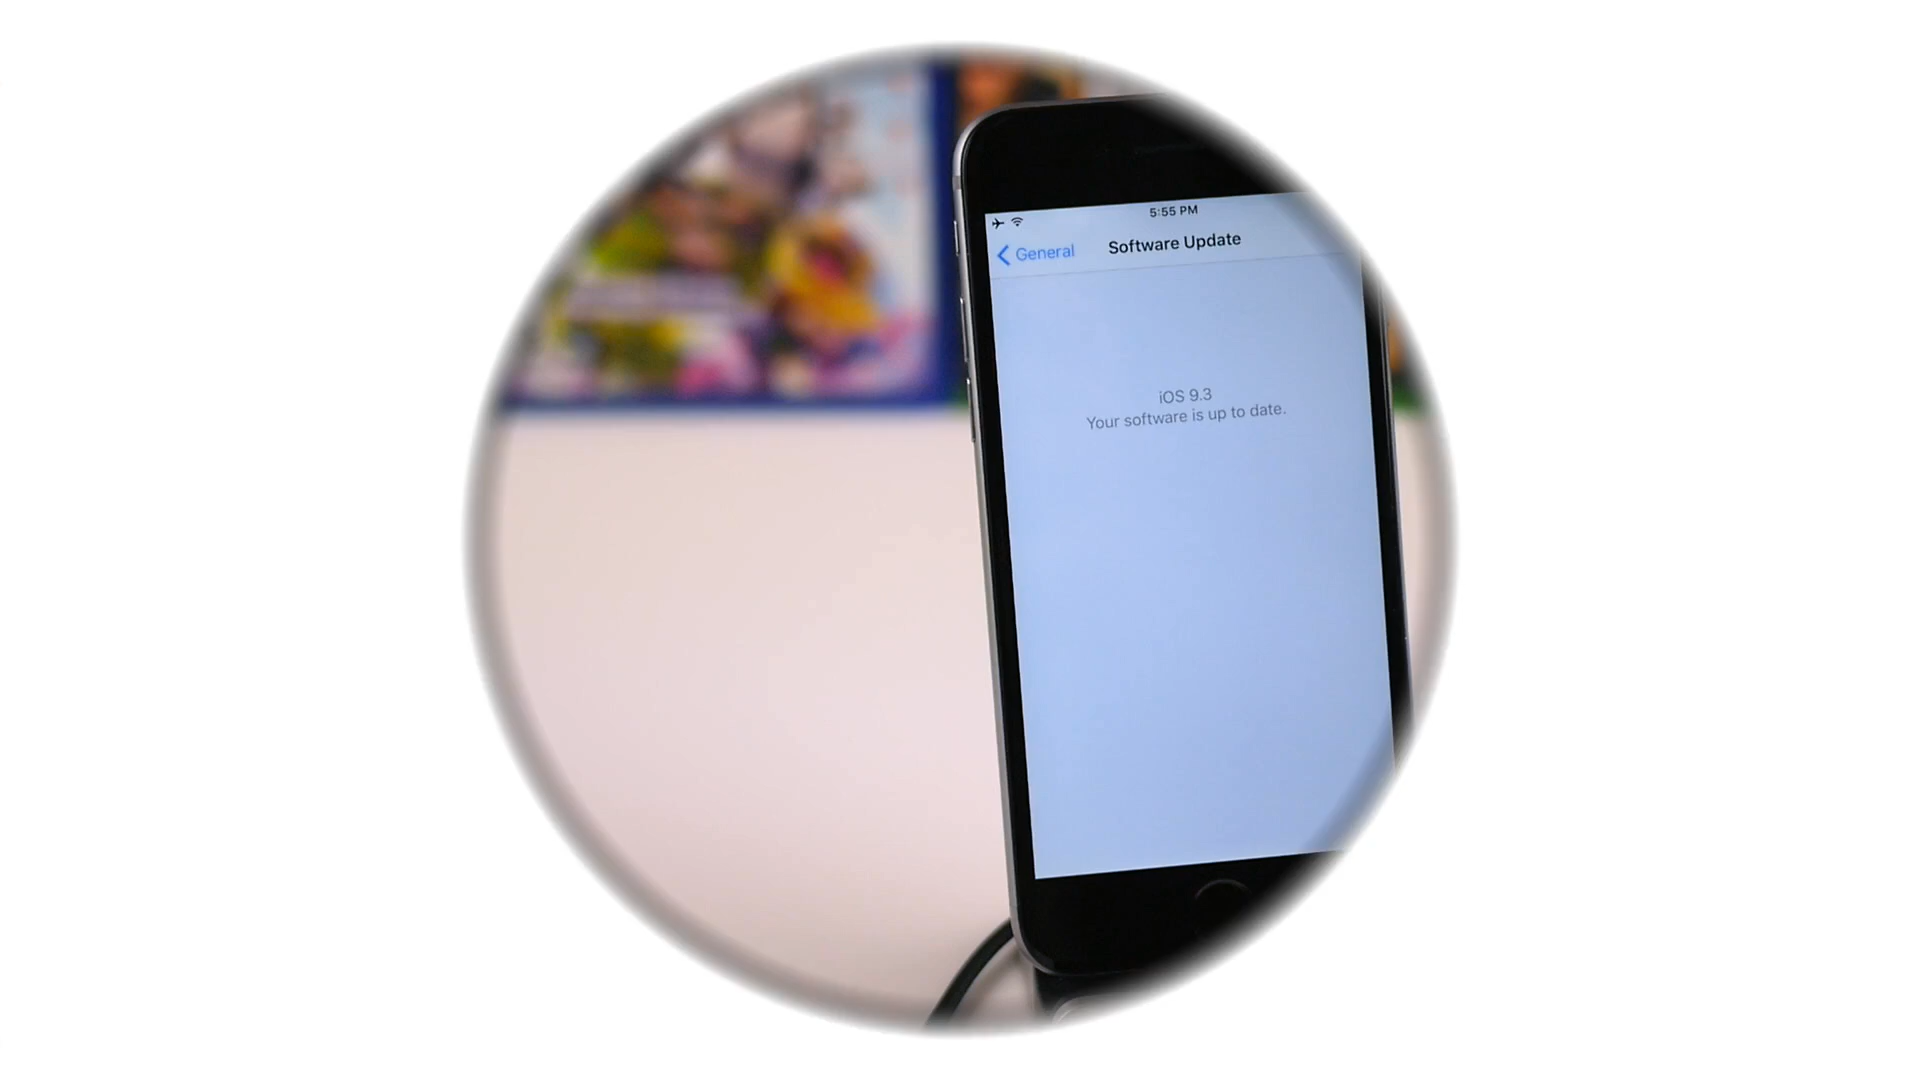 5:55 PM
General
Software Update
iOS 9.3
Your software is up to date.